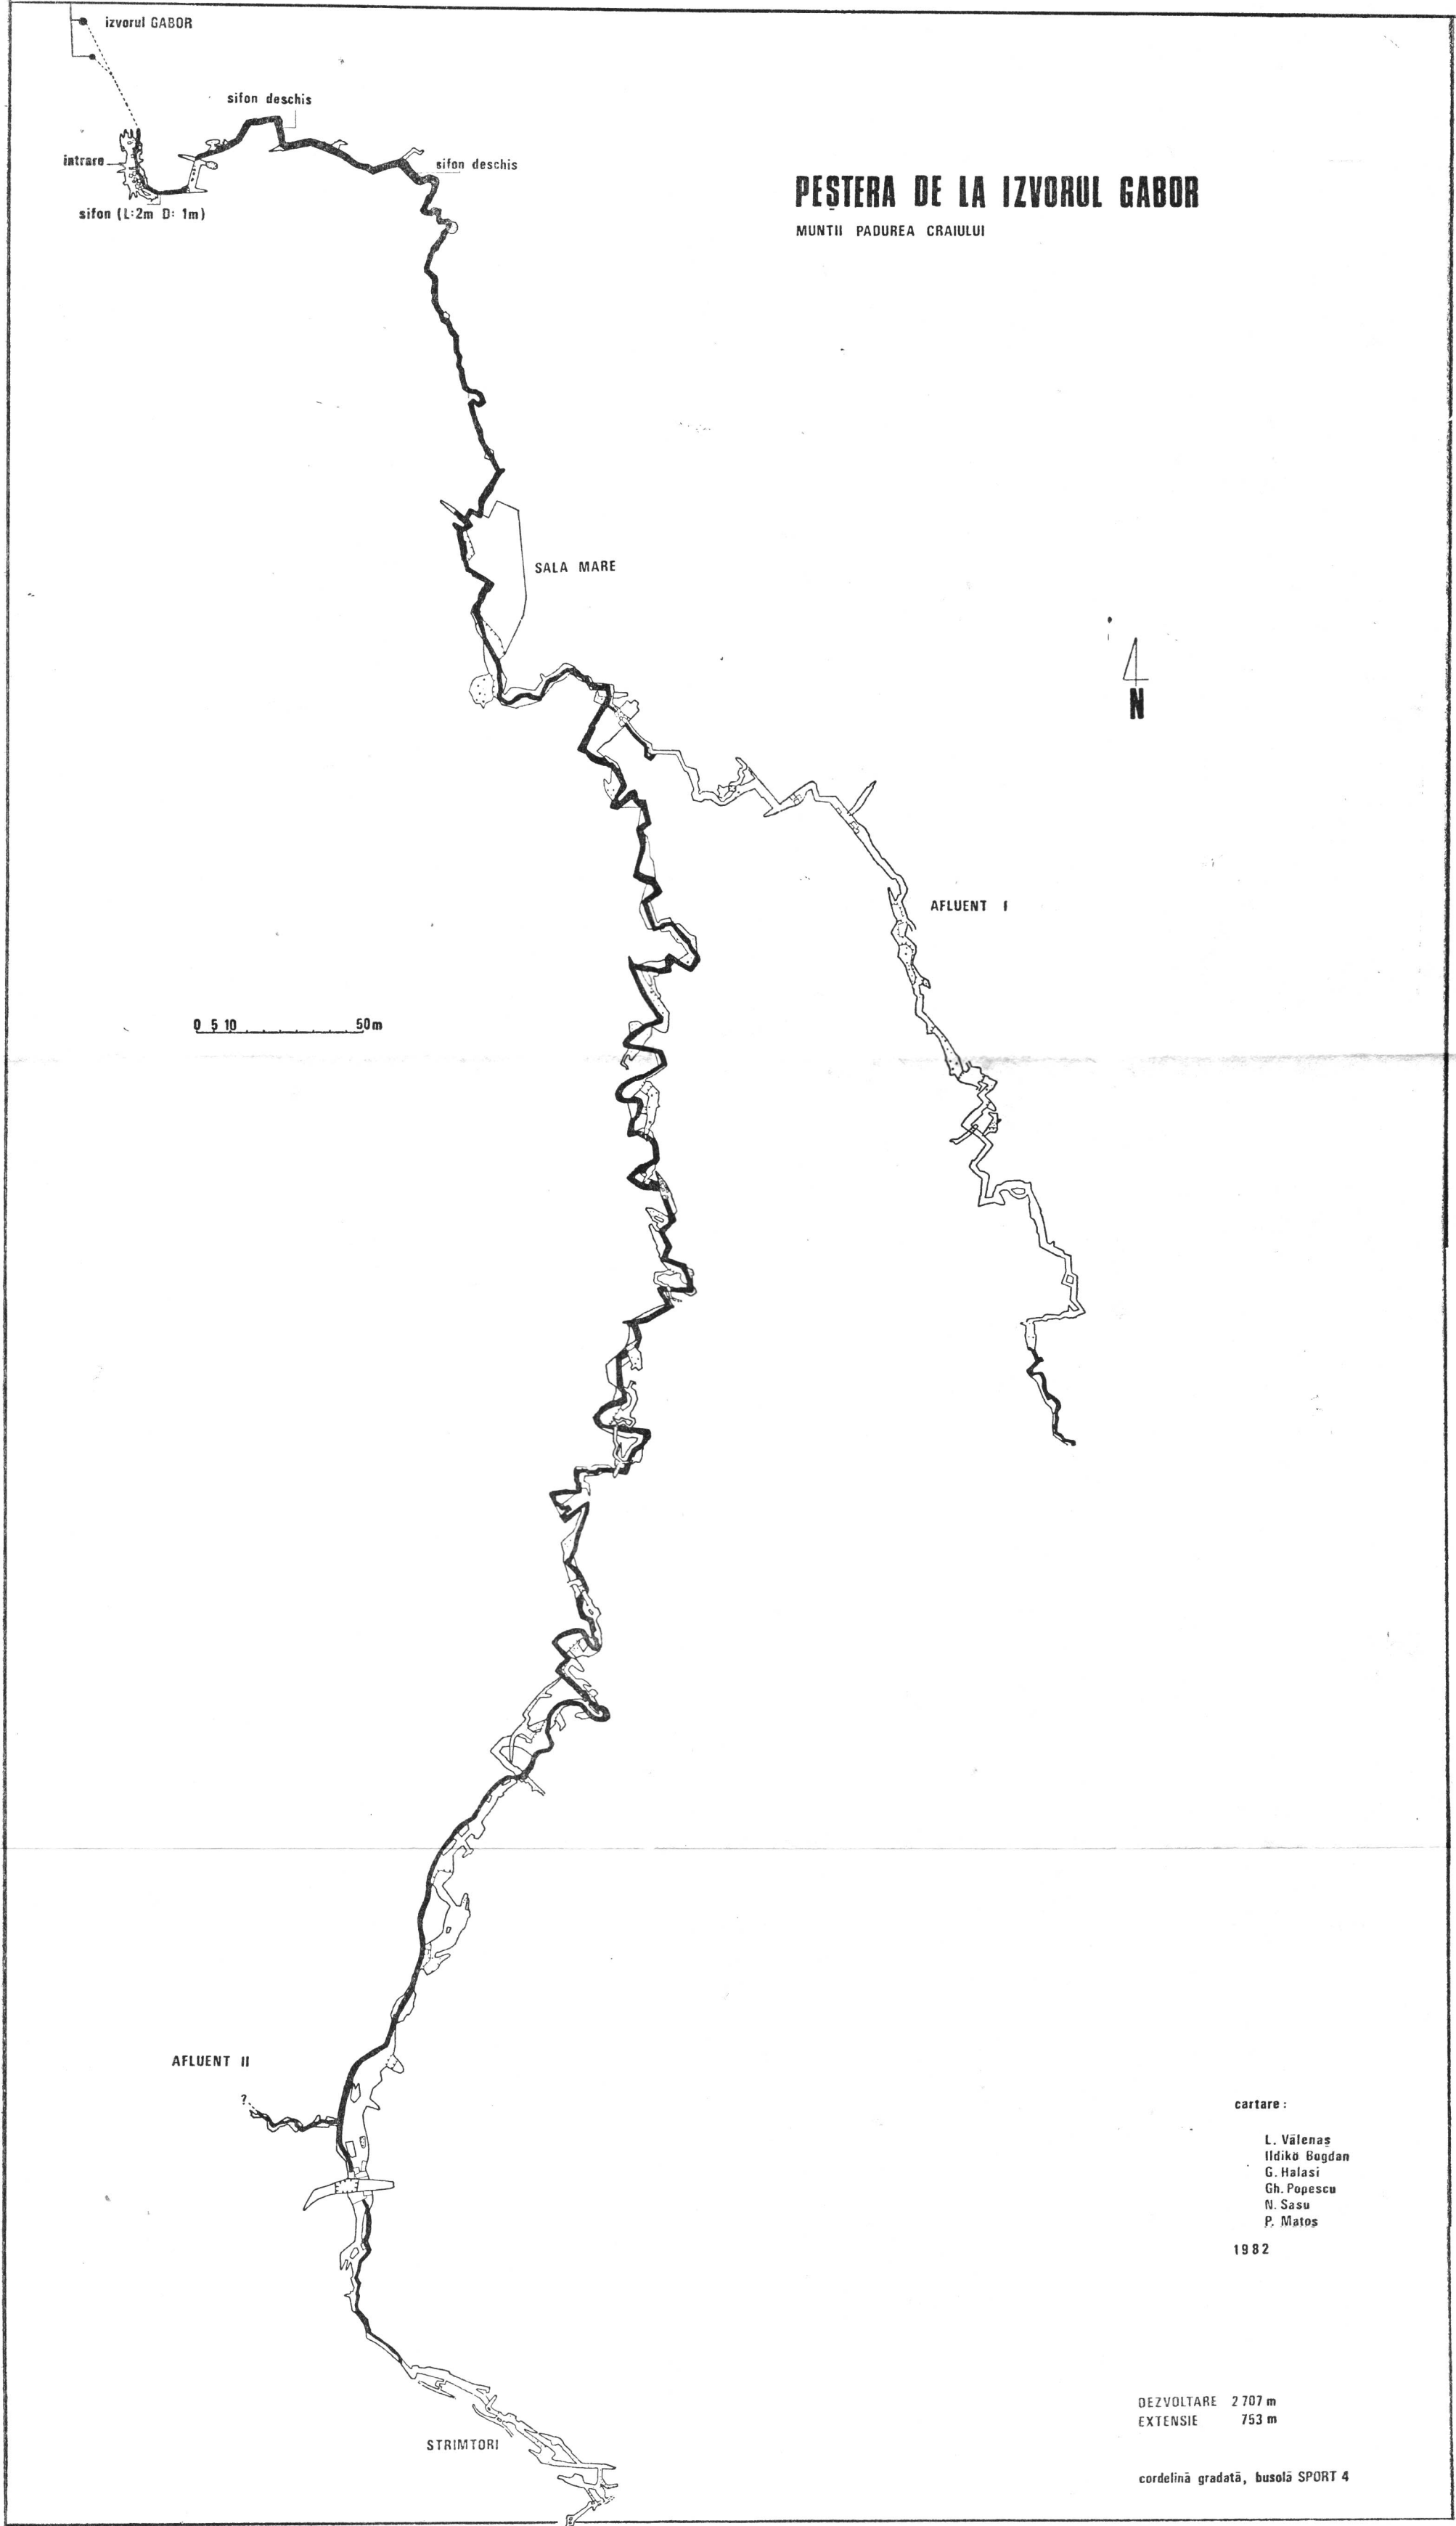 izvorul GABOR
sifon deschis
intrare
sifon deschis
sifon (L:2m D: 1m)
PEȘTERA DE LA IZVORUL GABOR
MUNTII PADUREA CRAIULUI
SALA MARE
N
AFLUENT I
0 5 10 50m
AFLUENT II
?
cartare :
L. Vălenaș
Ildikó Bogdan
G. Halasi
Gh. Popescu
N. Sasu
P. Matoș
1982
DEZVOLTARE 2 707 m
EXTENSIE 753 m
STRIMTORI
cordelină gradată, busolă SPORT 4